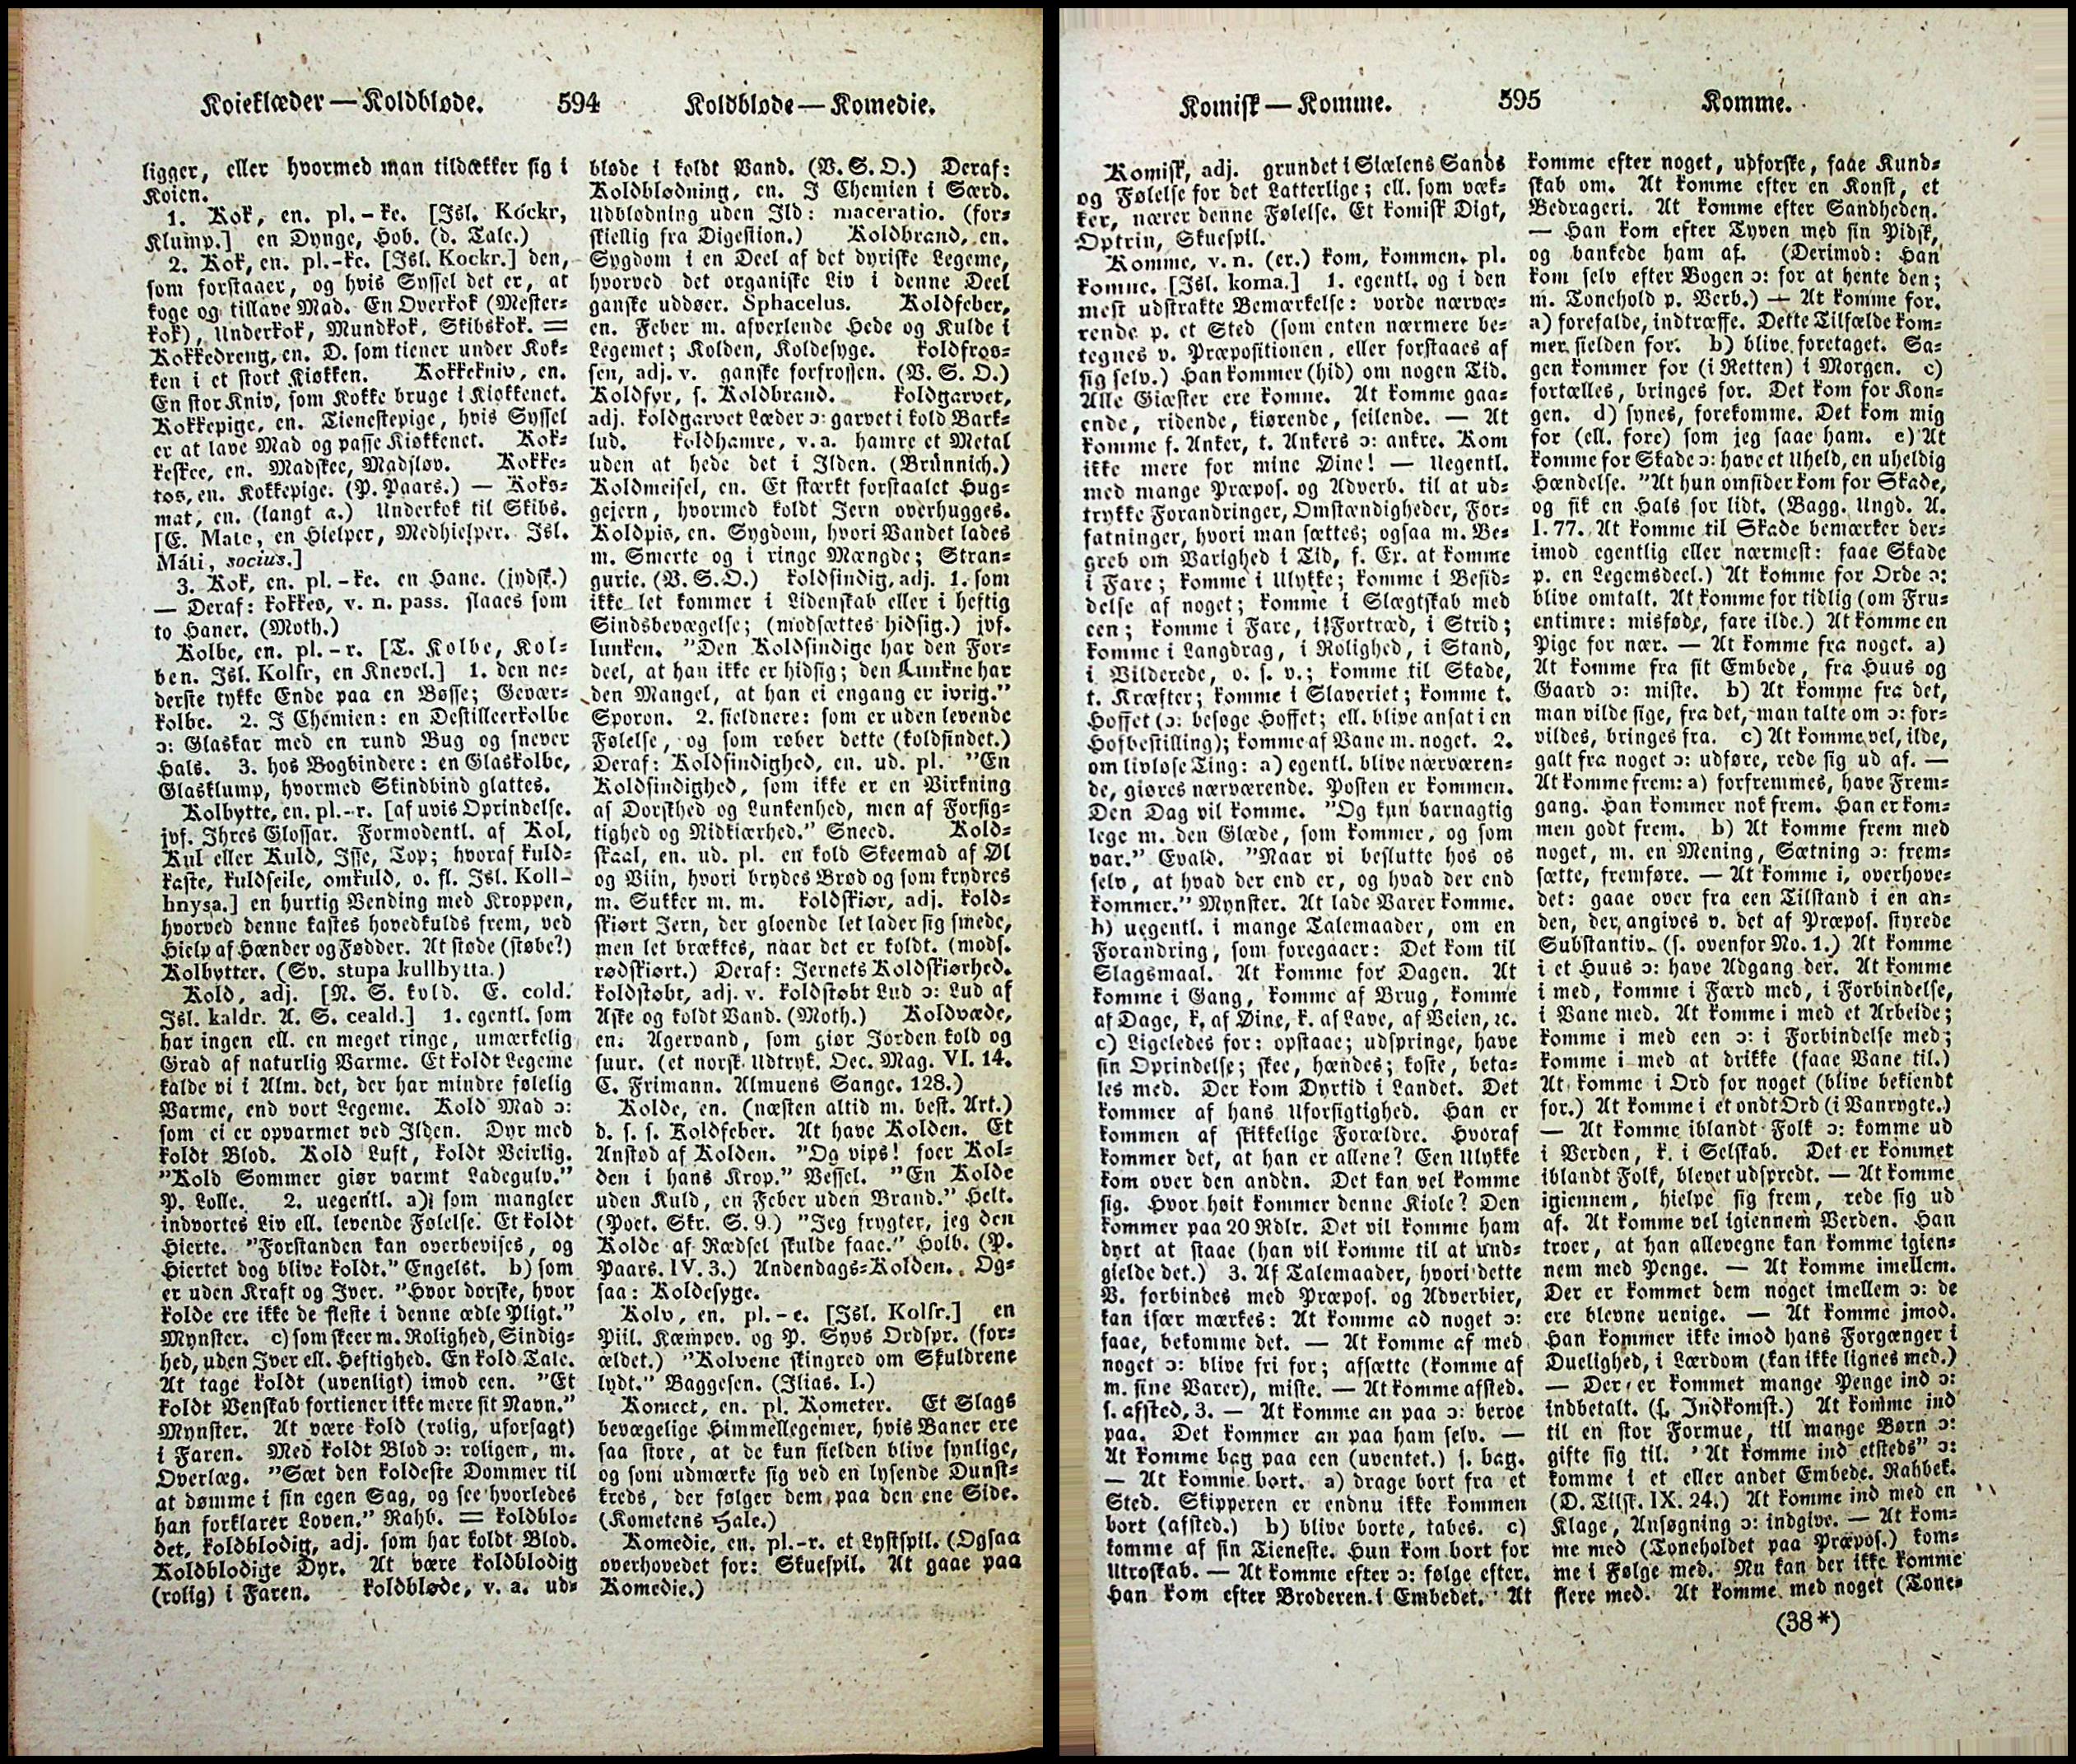 Koieklæder — Koldbløde.
594
Koldbløde — Komedie.
ligger, eller hvormed man tildækker sig i
Koien.
1. Kok, en. pl. - ke. [Isl. Kóckr,
Klump.] en Dynge, Hob. (d. Tale.)
2. Kok, en. pl.-ke. [Isl. Kockr.] den,
som forstaaer, og hvis Syssel det er, at
koge og tillave Mad. En Overkok (Mester-
kok), Underkok, Mundkok, Skibskok. =
Kokkedreng, en. D. som tiener under Kok-
ken i et stort Kiøkken. Kokkekniv, en.
En stor Kniv, som Kokke bruge i Kiøkkenet.
Kokkepige, en. Tienestepige, hvis Syssel
er at lave Mad og passe Kiøkkenet. Kok-
keskee, en. Madskee, Madsløv. Kokke-
tøs, en. Kokkepige. (P. Paars.) — Koks-
mat, en. (langt a.) Underkok til Skibs.
[E. Mate, en Hielper, Medhielper. Isl.
Máti, socius.]
3. Kok, en. pl. - ke. en Hane. (jydsk.)
— Deraf: kokkes, v. n. pass. slaaes som
to Haner. (Moth.)
Kolbe, en. pl. - r. [T. Kolbe, Kol-
ben. Isl. Kolfr, en Knevel.] 1. den ne-
derste tykke Ende paa en Bøsse; Gevær-
kolbe. 2. I Chemien: en Destilleerkolbe
ɔ: Glaskar med en rund Bug og snever
Hals. 3. hos Bogbindere: en Glaskolbe,
Glasklump, hvormed Skindbind glattes.
Kolbytte, en. pl.-r. [af uvis Oprindelse.
jvf. Ihres Glossar. Formodentl. af Kol,
Kul eller Kuld, Isse, Top; hvoraf kuld-
kaste, kuldseile, omkuld, o. fl. Isl. Koll-
hnysa.] en hurtig Vending med Kroppen,
hvorved denne kastes hovedkulds frem, ved
Hielp af Hænder og Fødder. At støde (støbe?)
Kolbytter. (Sv. stupa kullbytta.)
Kold, adj. [N. S. kold. E. cold.
Isl. kaldr. A. S. ceald.] 1. egentl. som
har ingen ell. en meget ringe, umærkelig
Grad af naturlig Varme. Et koldt Legeme
kalde vi i Alm. det, der har mindre følelig
Varme, end vort Legeme. Kold Mad ɔ:
som ei er opvarmet ved Ilden. Dyr med
koldt Blod. Kold Luft, koldt Veirlig.
"Kold Sommer giør varmt Ladegulv."
P. Lolle. 2. uegentl. a) som mangler
indvortes Liv ell. levende Følelse. Et koldt
Hierte. "Forstanden kan overbevises, og
Hiertet dog blive koldt." Engelst. b) som
er uden Kraft og Iver. "Hvor dorske, hvor
kolde ere ikke de fleste i denne ædle Pligt."
Mynster. c) som skeer m. Rolighed, Sindig-
hed, uden Iver ell. Heftighed. En kold Tale.
At tage koldt (uvenligt) imod een. "Et
koldt Venskab fortiener ikke mere sit Navn."
Mynster. At være kold (rolig, uforsagt)
i Faren. Med koldt Blod ɔ: roligen, m.
Overlæg. "Sæt den koldeste Dommer til
at dømme i sin egen Sag, og see hvorledes
han forklarer Loven." Rahb. = koldblo-
det, koldblodig, adj. som har koldt Blod.
Koldblodige Dyr. At være koldblodig
(rolig) i Faren. koldbløde, v. a. ud-
bløde i koldt Vand. (V. S. O.) Deraf:
Koldblødning, en. I Chemien i Særd.
Udblødning uden Ild: maceratio. (for-
skiellig fra Digestion.) Koldbrand, en.
Sygdom i en Deel af det dyriske Legeme,
hvorved det organiske Liv i denne Deel
ganske uddøer. Sphacelus. Koldfeber,
en. Feber m. afvexlende Hede og Kulde i
Legemet; Kolden, Koldesyge. koldfros-
sen, adj. v. ganske forfrossen. (V. S. O.)
Koldfyr, s. Koldbrand. koldgarvet,
adj. koldgarvet Læder ɔ: garvet i kold Bark-
lud. koldhamre, v. a. hamre et Metal
uden at hede det i Ilden. (Brünnich.)
Koldmeisel, en. Et stærkt forstaalet Hug-
gejern, hvormed koldt Jern overhugges.
Koldpis, en. Sygdom, hvori Vandet lades
m. Smerte og i ringe Mængde; Stran-
gurie. (V. S. O.) koldsindig, adj. 1. som
ikke let kommer i Lidenskab eller i heftig
Sindsbevægelse; (modsættes hidsig.) jvf.
lunken. "Den Koldsindige har den For-
deel, at han ikke er hidsig; den Lunkne har
den Mangel, at han ei engang er ivrig."
Sporon. 2. sieldnere: som er uden levende
Følelse, og som røber dette (koldsindet.)
Deraf: Koldsindighed, en. ud. pl. "En
Koldsindighed, som ikke er en Virkning
af Dorskhed og Lunkenhed, men af Forsig-
tighed og Nidkiærhed." Sneed. Kold-
skaal, en. ud. pl. en kold Skeemad af Øl
og Viin, hvori brydes Brød og som krydres
m. Sukker m. m. koldskiør, adj. kold-
skiørt Jern, der gloende let lader sig smede,
men let brækkes, naar det er koldt. (mods.
rødskiørt.) Deraf: Jernets Koldskiørhed.
koldstøbt, adj. v. koldstøbt Lud ɔ: Lud af
Aske og koldt Vand. (Moth.) Koldvæde,
en. Agervand, som giør Jorden kold og
suur. (et norsk Udtryk. Oec. Mag. VI. 14.
C. Frimann. Almuens Sange. 128.)
Kolde, en. (næsten altid m. best. Art.)
d. s. s. Koldfeber. At have Kolden. Et
Anstød af Kolden. "Og vips! foer Kol-
den i hans Krop." Vessel. "En Kolde
uden Kuld, en Feber uden Brand." Helt.
(Poet. Skr. S. 9.) "Jeg frygter, jeg den
Kolde af Rædsel skulde faae." Holb. (P.
Paars. IV. 3.) Andendags-Kolden. Og-
saa: Koldesyge.
Kolv, en. pl. - e. [Isl. Kolfr.] en
Piil. Kæmpev. og P. Syvs Ordspr. (for-
ældet.) "Kolvene skingred om Skuldrene
lydt." Baggesen. (Ilias. I.)
Komeet, en. pl. Kometer. Et Slags
bevægelige Himmellegemer, hvis Baner ere
saa store, at de kun sielden blive synlige,
og som udmærke sig ved en lysende Dunst-
kreds, der følger dem paa den ene Side.
(Kometens Hale.)
Komedie, en. pl.-r. et Lystspil. (Ogsaa
overhovedet for: Skuespil. At gaae paa
Komedie.)
Komisk — Komme.
595
Komme.
Komisk, adj. grundet i Siælens Sands
og Følelse for det Latterlige; ell. som væk-
ker, nærer denne Følelse. Et komisk Digt,
Optrin, Skuespil.
Komme, v. n. (er.) kom, kommen. pl.
komne. [Isl. koma.] 1. egentl. og i den
mest udstrakte Bemærkelse: vorde nærvæ-
rende p. et Sted (som enten nærmere be-
tegnes v. Præpositionen, eller forstaaes af
sig selv.) Han kommer (hid) om nogen Tid.
Alle Giæster ere komne. At komme gaa-
ende, ridende, kiørende, seilende. — At
komme f. Anker, t. Ankers ɔ: ankre. Kom
ikke mere for mine Øine! — Uegentl.
med mange Præpos. og Adverb. til at ud-
trykke Forandringer, Omstændigheder, For-
fatninger, hvori man sættes; ogsaa m. Be-
greb om Varighed i Tid, f. Ex. at komme
i Fare; komme i Ulykke; komme i Besid-
delse af noget; komme i Slægtskab med
een; komme i Fare, i Fortræd, i Strid;
komme i Langdrag, i Rolighed, i Stand,
i Vilderede, o. s. v.; komme til Skade,
t. Kræfter; komme i Slaveriet; komme t.
Hoffet (ɔ: besøge Hoffet; ell. blive ansat i en
Hofbestilling); komme af Vane m. noget. 2.
om livløse Ting: a) egentl. blive nærværen-
de, giøres nærværende. Posten er kommen.
Den Dag vil komme. "Og kun barnagtig
lege m. den Glæde, som kommer, og som
var." Evald. "Naar vi beslutte hos os
selv, at hvad der end er, og hvad der end
kommer." Mynster. At lade Varer komme.
b) uegentl. i mange Talemaader, om en
Forandring, som foregaaer: Det kom til
Slagsmaal. At komme for Dagen. At
komme i Gang, komme af Brug, komme
af Dage, k. af Øine, k. af Lave, af Veien, ꝛc.
c) Ligeledes for: opstaae; udspringe, have
sin Oprindelse; skee, hændes; koste, beta-
les med. Der kom Dyrtid i Landet. Det
kommer af hans Uforsigtighed. Han er
kommen af skikkelige Forældre. Hvoraf
kommer det, at han er allene? Een Ulykke
kom over den anden. Det kan vel komme
sig. Hvor høit kommer denne Kiole? Den
kommer paa 20 Rdlr. Det vil komme ham
dyrt at staae (han vil komme til at und-
gielde det.) 3. Af Talemaader, hvori dette
V. forbindes med Præpos. og Adverbier,
kan især mærkes: At komme ad noget ɔ:
faae, bekomme det. — At komme af med
noget ɔ: blive fri for; afsætte (komme af
m. sine Varer), miste. — At komme afsted.
s. afsted, 3. — At komme an paa ɔ: beroe
paa. Det kommer an paa ham selv. —
At komme bag paa een (uventet.) s. bag.
— At komme bort. a) drage bort fra et
Sted. Skipperen er endnu ikke kommen
bort (afsted.) b) blive borte, tabes. c)
komme af sin Tieneste. Hun kom bort for
Utroskab. — At komme efter ɔ: følge efter.
Han kom efter Broderen i Embedet. At
komme efter noget, udforske, faae Kund-
skab om. At komme efter en Konst, et
Bedrageri. At komme efter Sandheden.
— Han kom efter Tyven med sin Pidsk,
og bankede ham af. (Derimod: Han
kom selv efter Bogen ɔ: for at hente den;
m. Tonehold p. Verb.) — At komme for.
a) forefalde, indtræffe. Dette Tilfælde kom-
mer sielden for. b) blive foretaget. Sa-
gen kommer for (i Retten) i Morgen. c)
fortælles, bringes for. Det kom for Kon-
gen. d) synes, forekomme. Det kom mig
for (ell. fore) som jeg saae ham. e) At
komme for Skade ɔ: have et Uheld, en uheldig
Hændelse. "At hun omsider kom for Skade,
og fik en Hals for lidt. (Bagg. Ungd. A.
I. 77. At komme til Skade bemærker der-
imod egentlig eller nærmest: faae Skade
p. en Legemsdeel.) At komme for Orde ɔ:
blive omtalt. At komme for tidlig (om Fru-
entimre: misføde, fare ilde.) At komme en
Pige for nær. — At komme fra noget. a)
At komme fra sit Embede, fra Huus og
Gaard ɔ: miste. b) At komme fra det,
man vilde sige, fra det, man talte om ɔ: for-
vildes, bringes fra. c) At komme vel, ilde,
galt fra noget ɔ: udføre, rede sig ud af. —
At komme frem: a) forfremmes, have Frem-
gang. Han kommer nok frem. Han er kom-
men godt frem. b) At komme frem med
noget, m. en Mening, Sætning ɔ: frem-
sætte, fremføre. — At komme i, overhove-
det: gaae over fra een Tilstand i en an-
den, der angives v. det af Præpos. styrede
Substantiv. (s. ovenfor No. 1.) At komme
i et Huus ɔ: have Adgang der. At komme
i med, komme i Færd med, i Forbindelse,
i Vane med. At komme i med et Arbeide;
komme i med een ɔ: i Forbindelse med;
komme i med at drikke (faae Vane til.)
At komme i Ord for noget (blive bekiendt
for.) At komme i et ondt Ord (i Vanrygte.)
— At komme iblandt Folk ɔ: komme ud
i Verden, k. i Selskab. Det er kommet
iblandt Folk, blevet udspredt. — At komme
igiennem, hielpe sig frem, rede sig ud
af. At komme vel igiennem Verden. Han
troer, at han allevegne kan komme igien-
nem med Penge. — At komme imellem.
Der er kommet dem noget imellem ɔ: de
ere blevne uenige. — At komme imod.
Han kommer ikke imod hans Forgænger i
Duelighed, i Lærdom (kan ikke lignes med.)
— Der er kommet mange Penge ind ɔ:
indbetalt. (s. Indkomst.) At komme ind
til en stor Formue, til mange Børn ɔ:
gifte sig til. 'At komme ind etsteds" ɔ:
komme i et eller andet Embede. Rahbek.
(D. Tilsk. IX. 24.) At komme ind med en
Klage, Ansøgning ɔ: indgive. — At kom-
me med (Toneholdet paa Præpos.) kom-
me i Følge med. Nu kan der ikke komme
flere med. At komme med noget (Tone-
(38*)